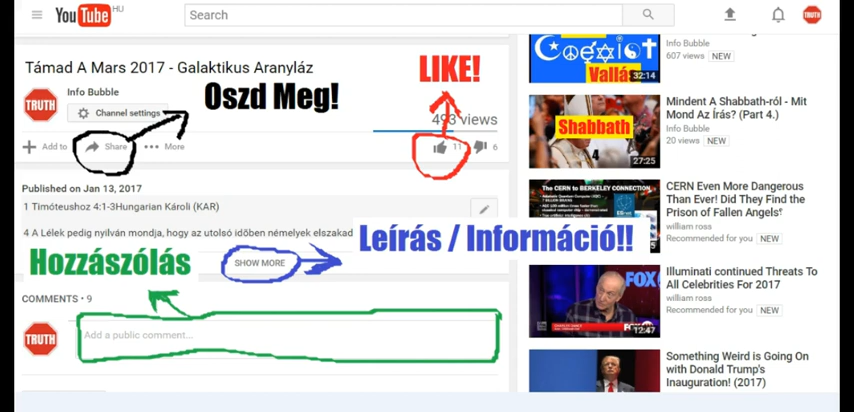 YouTube HU
Search
TRUTH
Támad A Mars 2017 - Galaktikus Aranyláz
TRUTH
Info Bubble
Channel settings
Oszd Meg!
LIKE!
493 views
Add to
Share
More
11
6
Published on Jan 13, 2017
1 Timóteushoz 4:1-3Hungarian Károli (KAR)
4 A Lélek pedig nyilván mondja, hogy az utolsó időben némelyek elszakad
Leírás / Információ!!
Hozzászólás
SHOW MORE
COMMENTS • 9
TRUTH
Add a public comment...
Vallás
32:14
Info Bubble
607 views NEW
Shabbath
4
27:25
Mindent A Shabbath-ról - Mit
Mond Az Írás? (Part 4.)
Info Bubble
20 views NEW
The CERN to BERKELEY CONNECTION
CERN Even More Dangerous
Than Ever! Did They Find the
Prison of Fallen Angels
william ross
Recommended for you NEW
FOX
12:47
Illuminati continued Threats To
All Celebrities For 2017
william ross
Recommended for you NEW
Something Weird is Going On
with Donald Trump's
Inauguration! (2017)